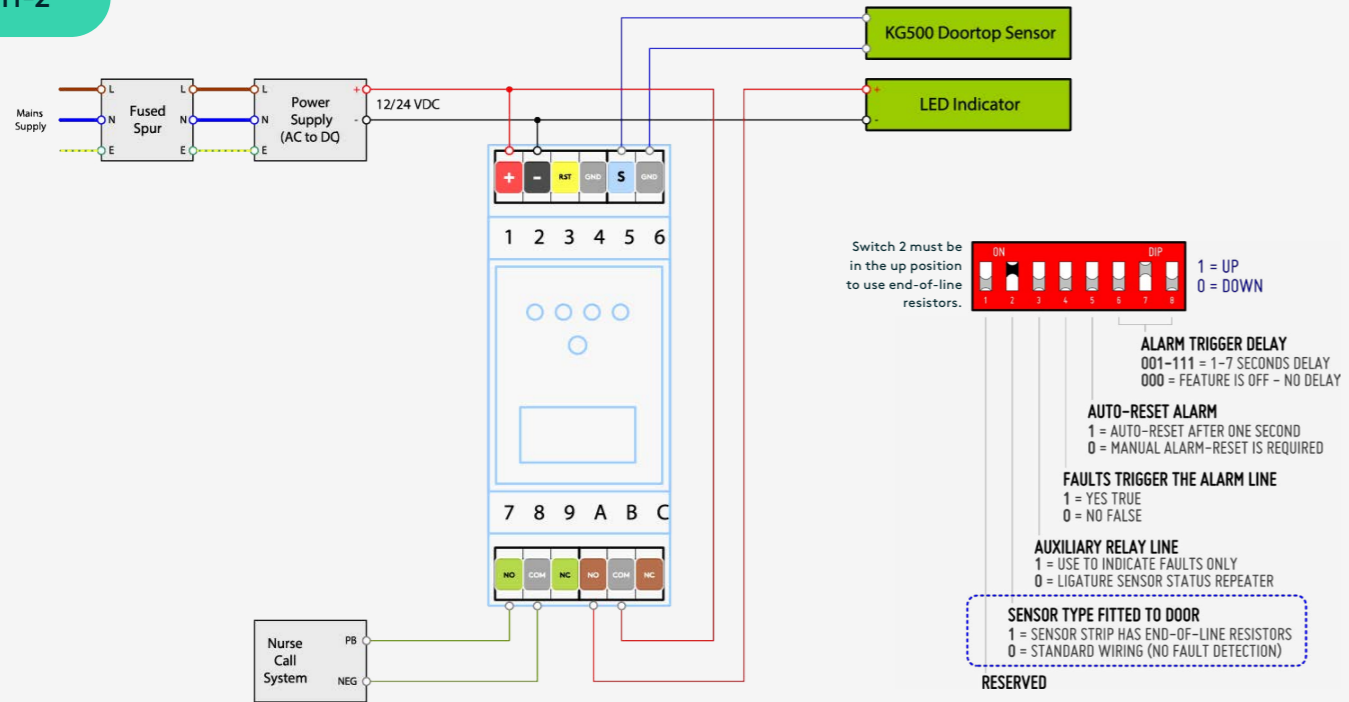 KG500 Doortop Sensor
LED Indicator
+
-
Mains
Supply
L
N
E
Fused
Spur
L
N
E
L
N
E
Power
Supply
(AC to DC)
+
-
12/24 VDC
+ - RST GND S GND
1 2 3 4 5 6
7 8 9 A B C
NO COM NC NO COM NC
Nurse
Call
System
PB
NEG
Switch 2 must be
in the up position
to use end-of-line
resistors.
ON DIP
1 2 3 4 5 6 7 8
1 = UP
0 = DOWN
ALARM TRIGGER DELAY
001-111 = 1-7 SECONDS DELAY
000 = FEATURE IS OFF - NO DELAY
AUTO-RESET ALARM
1 = AUTO-RESET AFTER ONE SECOND
0 = MANUAL ALARM-RESET IS REQUIRED
FAULTS TRIGGER THE ALARM LINE
1 = YES TRUE
0 = NO FALSE
AUXILIARY RELAY LINE
1 = USE TO INDICATE FAULTS ONLY
0 = LIGATURE SENSOR STATUS REPEATER
SENSOR TYPE FITTED TO DOOR
1 = SENSOR STRIP HAS END-OF-LINE RESISTORS
0 = STANDARD WIRING (NO FAULT DETECTION)
RESERVED